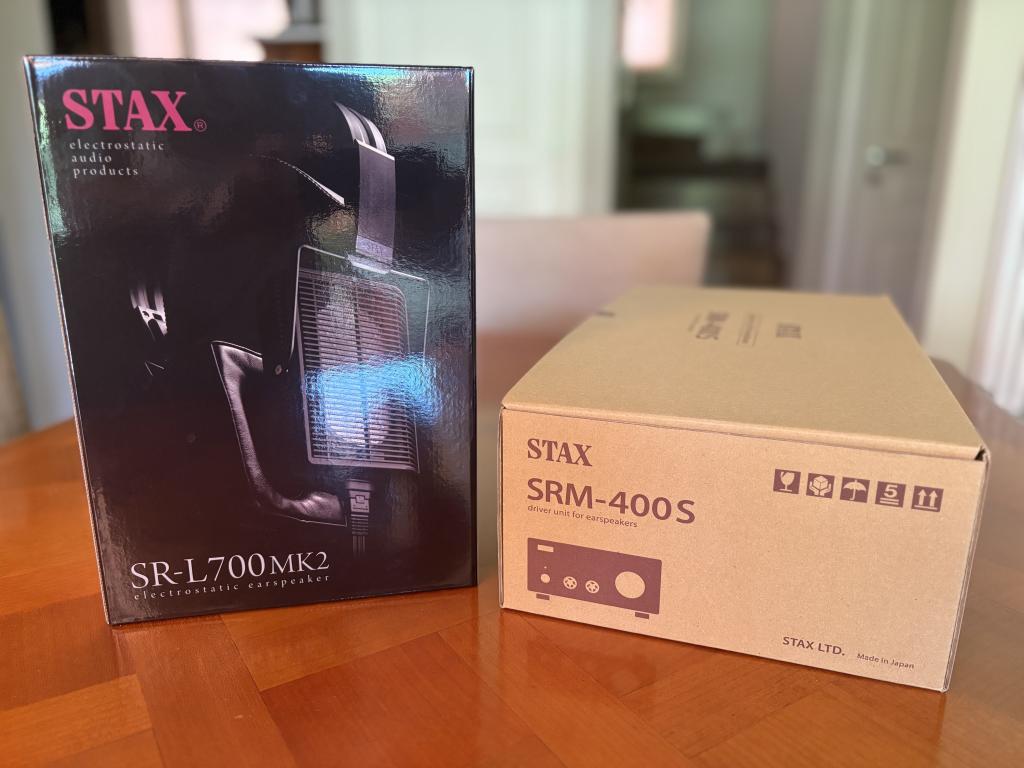 STAX®
electrostatic
audio
products
SR-L700MK2
electrostatic earspeaker
STAX
SRM-400S
driver unit for earspeakers
5
STAX LTD. Made in Japan